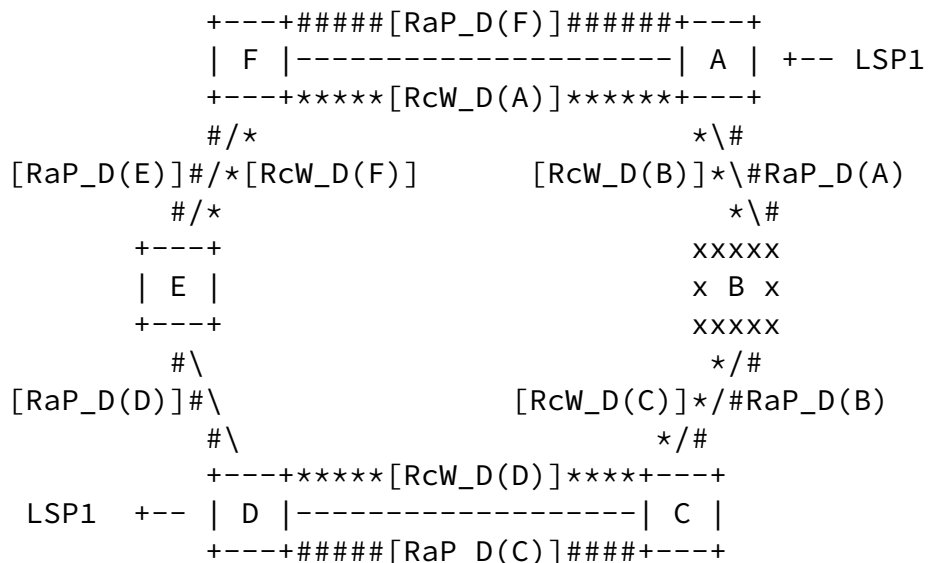 +---+#####[RaP_D(F)]######+---+
| F |----------------------| A | +-- LSP1
+---+*****[RcW_D(A)]******+---+
#/* *\#
[RaP_D(E)]#/*[RcW_D(F)] [RcW_D(B)]*\#RaP_D(A)
#/* *\#
+---+ xxxxx
| E | x B x
+---+ xxxxx
#\ */#
[RaP_D(D)]#\ [RcW_D(C)]*/#RaP_D(B)
#\ */#
+---+*****[RcW_D(D)]****+---+
LSP1 +-- | D |--------------------| C |
+---+#####[RaP_D(C)]####+---+